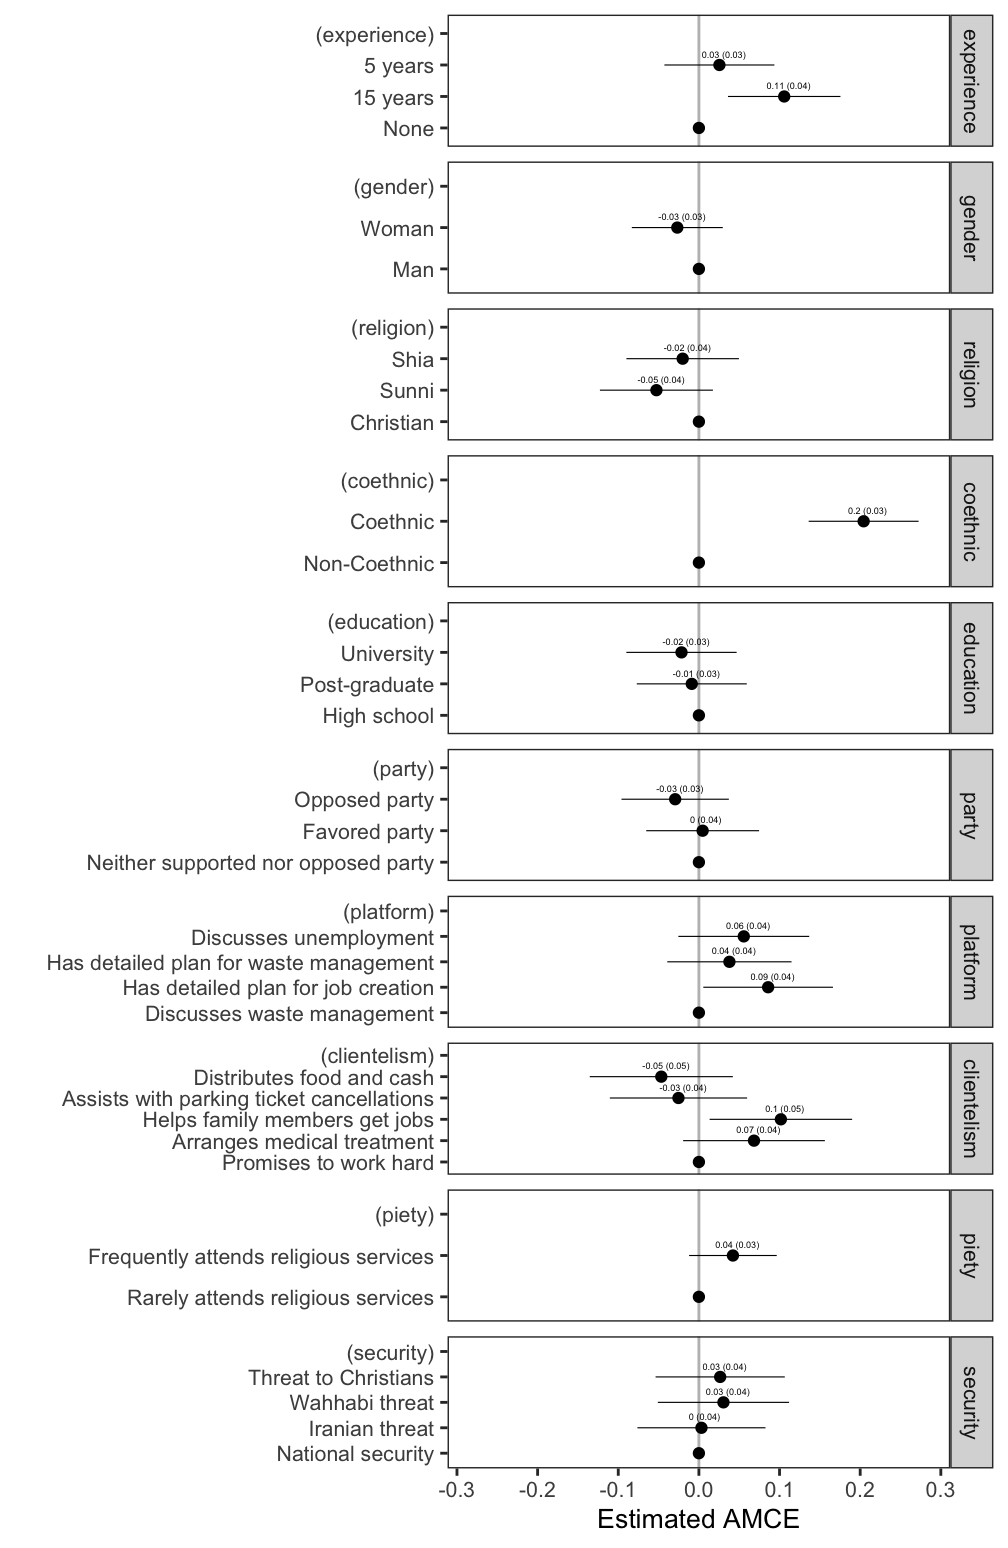 (experience)
5 years 0.03 (0.03)
15 years 0.11 (0.04)
None
experience
(gender)
Woman -0.03 (0.03)
Man
gender
(religion)
Shia -0.02 (0.04)
Sunni -0.05 (0.04)
Christian
religion
(coethnic)
Coethnic 0.2 (0.03)
Non-Coethnic
coethnic
(education)
University -0.02 (0.03)
Post-graduate -0.01 (0.03)
High school
education
(party)
Opposed party -0.03 (0.03)
Favored party 0 (0.04)
Neither supported nor opposed party
party
(platform)
Discusses unemployment 0.06 (0.04)
Has detailed plan for waste management 0.04 (0.04)
Has detailed plan for job creation 0.09 (0.04)
Discusses waste management
platform
(clientelism)
Distributes food and cash -0.05 (0.05)
Assists with parking ticket cancellations -0.03 (0.04)
Helps family members get jobs 0.1 (0.05)
Arranges medical treatment 0.07 (0.04)
Promises to work hard
clientelism
(piety)
Frequently attends religious services 0.04 (0.03)
Rarely attends religious services
piety
(security)
Threat to Christians 0.03 (0.04)
Wahhabi threat 0.03 (0.04)
Iranian threat 0 (0.04)
National security
security
-0.3 -0.2 -0.1 0.0 0.1 0.2 0.3
Estimated AMCE